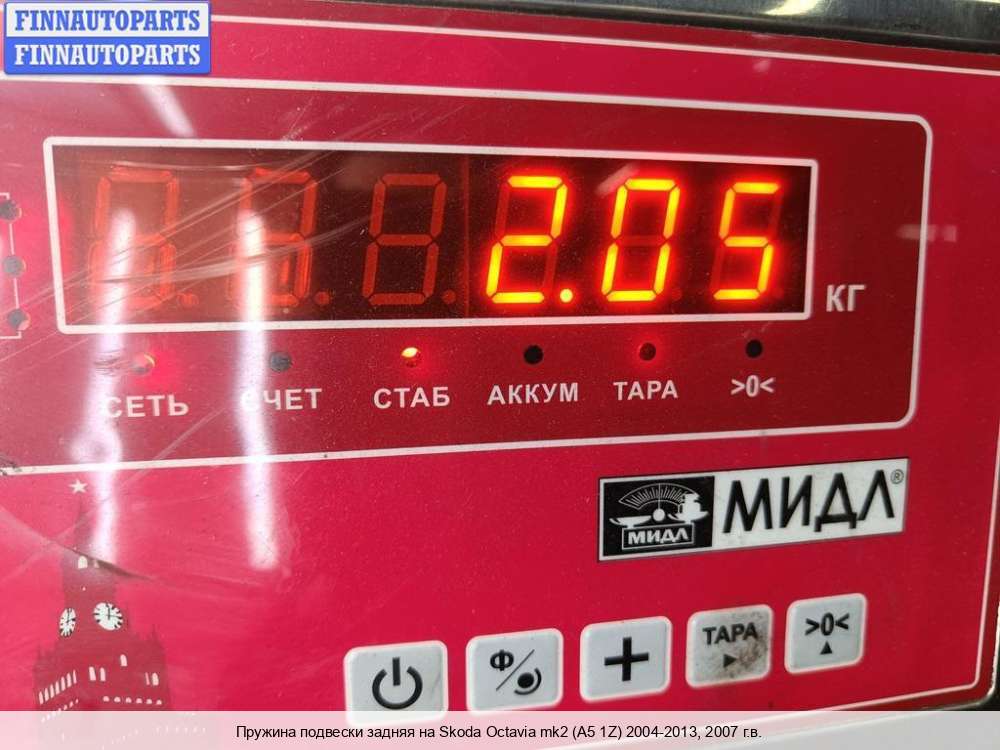 FINNAUTOPARTS
FINNAUTOPARTS
2.05
КГ
СЕТЬ СЧЕТ СТАБ АККУМ ТАРА >0<
МИДЛ МИДЛ®
Ф
+ ТАРА >0<
Пружина подвески задняя на Skoda Octavia mk2 (A5 1Z) 2004-2013, 2007 г.в.